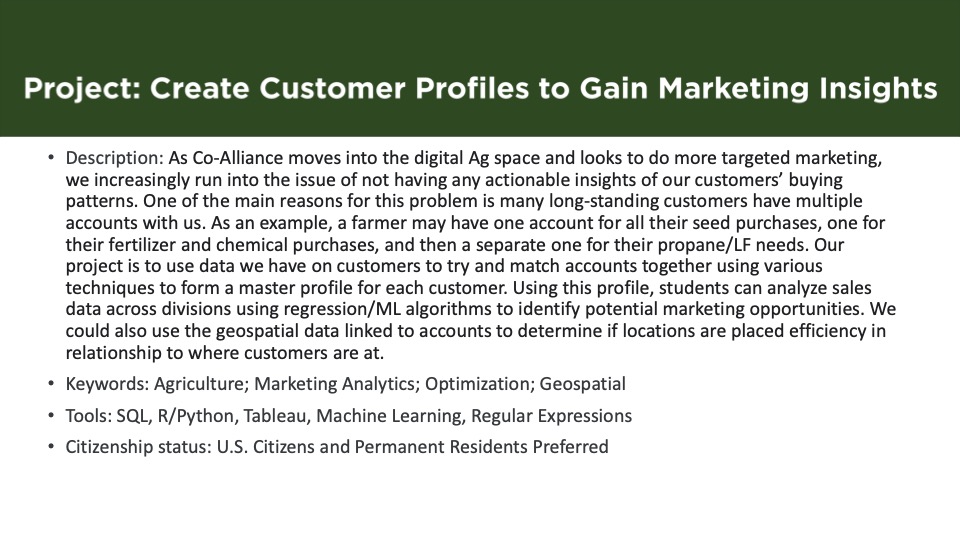 Project: Create Customer Profiles to Gain Marketing Insights
• Description: As Co-Alliance moves into the digital Ag space and looks to do more targeted marketing,
we increasingly run into the issue of not having any actionable insights of our customers’ buying
patterns. One of the main reasons for this problem is many long-standing customers have multiple
accounts with us. As an example, a farmer may have one account for all their seed purchases, one for
their fertilizer and chemical purchases, and then a separate one for their propane/LF needs. Our
project is to use data we have on customers to try and match accounts together using various
techniques to form a master profile for each customer. Using this profile, students can analyze sales
data across divisions using regression/ML algorithms to identify potential marketing opportunities. We
could also use the geospatial data linked to accounts to determine if locations are placed efficiency in
relationship to where customers are at.
• Keywords: Agriculture; Marketing Analytics; Optimization; Geospatial
• Tools: SQL, R/Python, Tableau, Machine Learning, Regular Expressions
• Citizenship status: U.S. Citizens and Permanent Residents Preferred